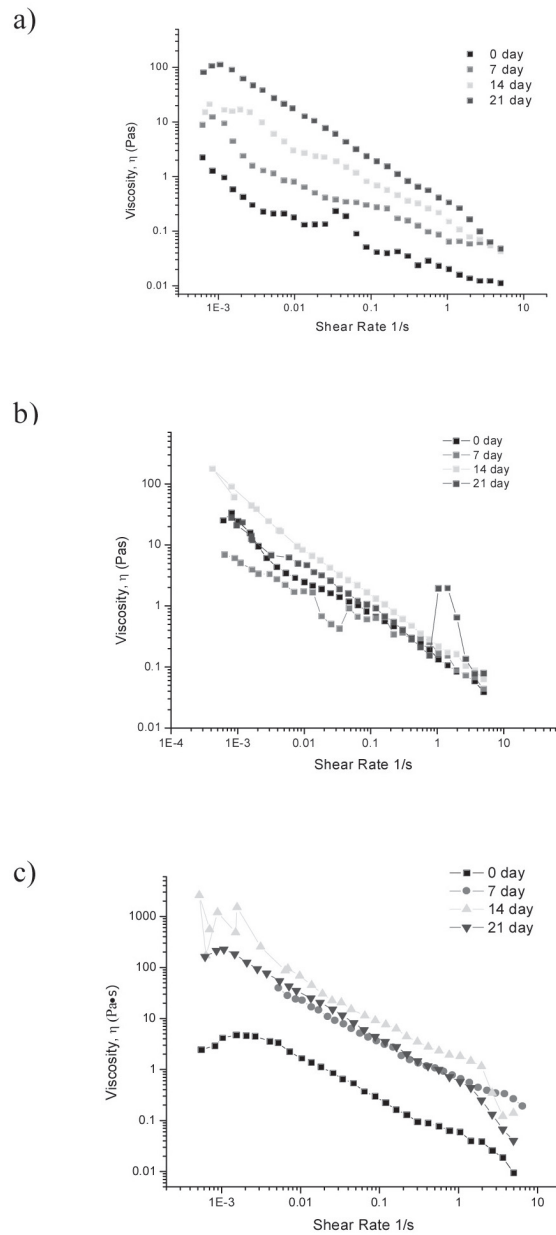 a)
0 day
7 day
14 day
21 day
100
10
1
0.1
0.01
Viscosity, η (Pas)
1E-3 0.01 0.1 1 10
Shear Rate 1/s
b)
0 day
7 day
14 day
21 day
100
10
1
0.1
0.01
Viscosity, η (Pas)
1E-4 1E-3 0.01 0.1 1 10
Shear Rate 1/s
c)
0 day
7 day
14 day
21 day
1000
100
10
1
0.1
0.01
Viscosity, η (Pa•s)
1E-3 0.01 0.1 1 10
Shear Rate 1/s